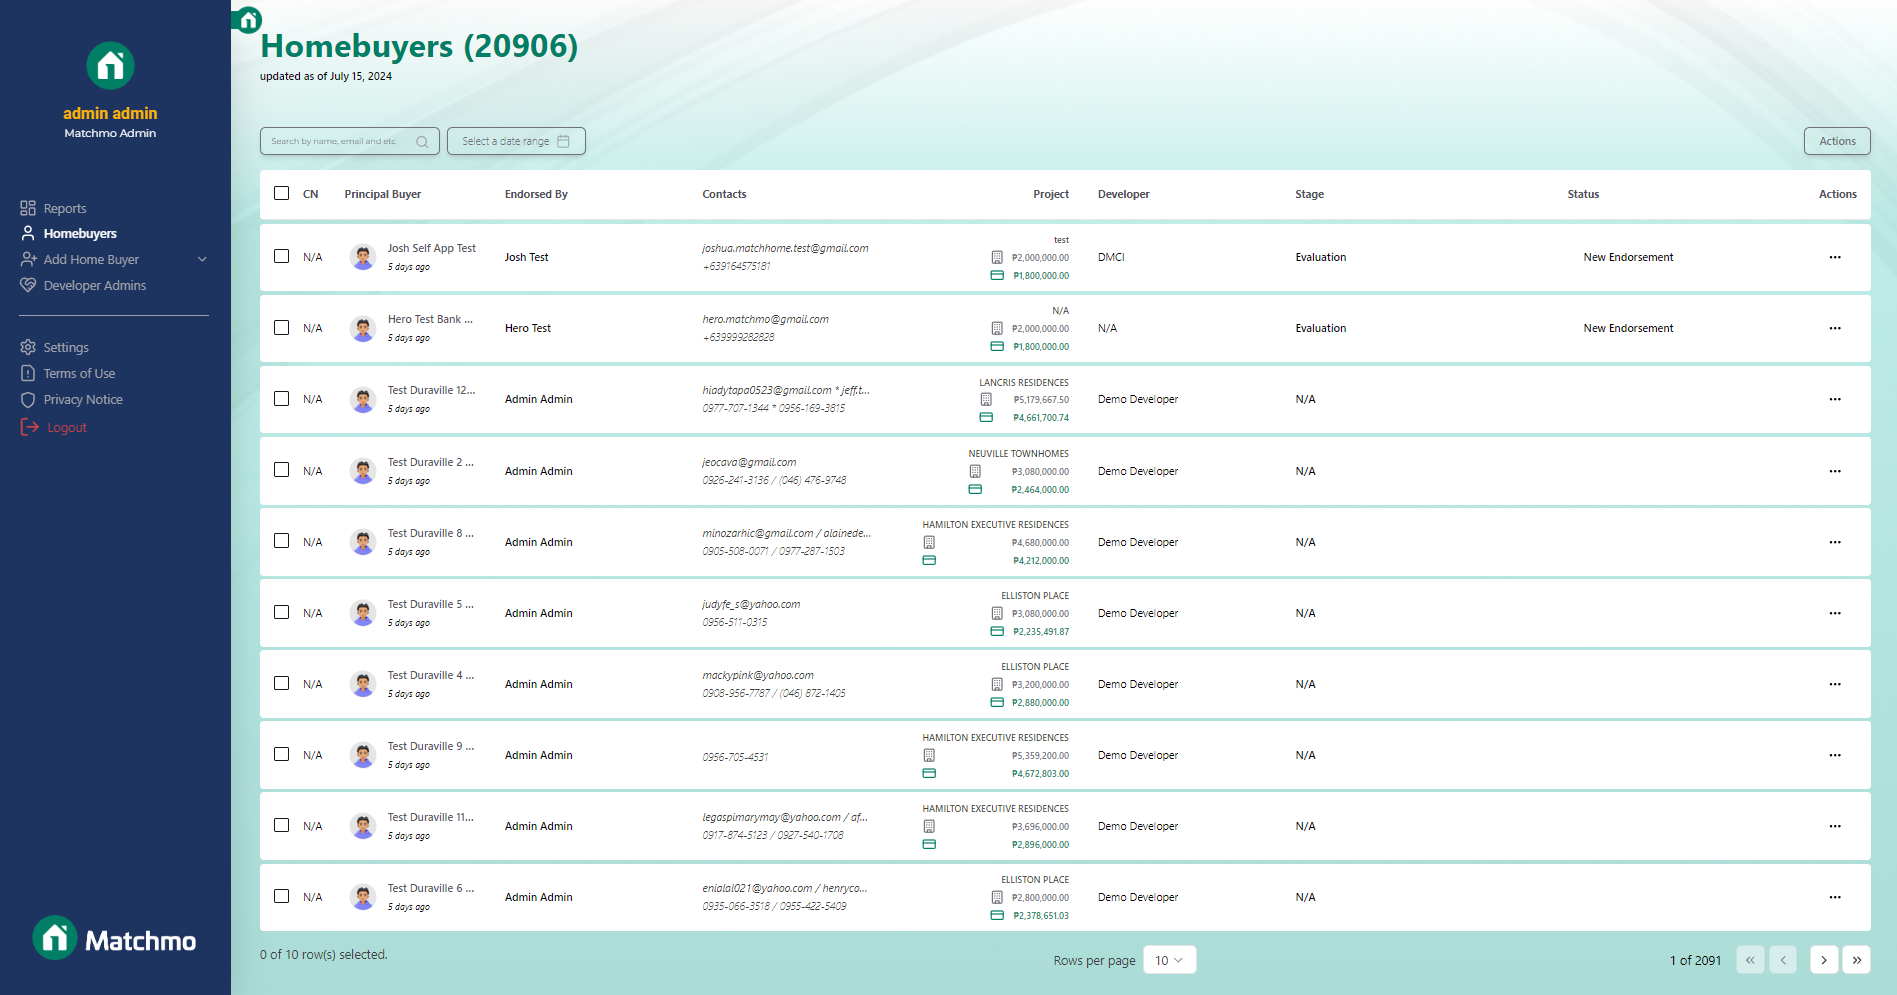 admin admin
Matchmo Admin
Reports
Homebuyers
Add Home Buyer
Developer Admins
Settings
Terms of Use
Privacy Notice
Logout
Matchmo
Homebuyers (20906)
updated as of July 15, 2024
Search by name, email and etc
Select a date range
Actions
CN Principal Buyer Endorsed By Contacts Project Developer Stage Status Actions
N/A Josh Self App Test 5 days ago Josh Test joshua.matchhome.test@gmail.com +639164575181 test ₱2,000,000.00 ₱1,800,000.00 DMCI Evaluation New Endorsement ...
N/A Hero Test Bank ... 5 days ago Hero Test hero.matchmo@gmail.com +639999282828 N/A ₱2,000,000.00 ₱1,800,000.00 N/A Evaluation New Endorsement ...
N/A Test Duraville 12... 5 days ago Admin Admin hladytapa0523@gmail.com * jeff.t... 0977-707-1344 * 0956-169-3815 LANCRIS RESIDENCES ₱5,179,667.50 ₱4,661,700.74 Demo Developer N/A ...
N/A Test Duraville 2 ... 5 days ago Admin Admin jeocava@gmail.com 0926-241-3136 / (046) 476-9748 NEUVILLE TOWNHOMES ₱3,080,000.00 ₱2,464,000.00 Demo Developer N/A ...
N/A Test Duraville 8 ... 5 days ago Admin Admin minozarhic@gmail.com / alainede... 0905-508-0071 / 0977-287-1503 HAMILTON EXECUTIVE RESIDENCES ₱4,680,000.00 ₱4,212,000.00 Demo Developer N/A ...
N/A Test Duraville 5 ... 5 days ago Admin Admin judyfe_s@yahoo.com 0956-511-0315 ELLISTON PLACE ₱3,080,000.00 ₱2,235,491.87 Demo Developer N/A ...
N/A Test Duraville 4 ... 5 days ago Admin Admin mackypink@yahoo.com 0908-956-7787 / (046) 872-1405 ELLISTON PLACE ₱3,200,000.00 ₱2,880,000.00 Demo Developer N/A ...
N/A Test Duraville 9 ... 5 days ago Admin Admin 0956-705-4531 HAMILTON EXECUTIVE RESIDENCES ₱5,359,200.00 ₱4,672,803.00 Demo Developer N/A ...
N/A Test Duraville 11... 5 days ago Admin Admin legaspimarymay@yahoo.com / af... 0917-874-5123 / 0927-540-1708 HAMILTON EXECUTIVE RESIDENCES ₱3,696,000.00 ₱2,896,000.00 Demo Developer N/A ...
N/A Test Duraville 6 ... 5 days ago Admin Admin enialal021@yahoo.com / henryco... 0935-066-3518 / 0955-422-5409 ELLISTON PLACE ₱2,800,000.00 ₱2,378,651.03 Demo Developer N/A ...
0 of 10 row(s) selected.
Rows per page 10
1 of 2091